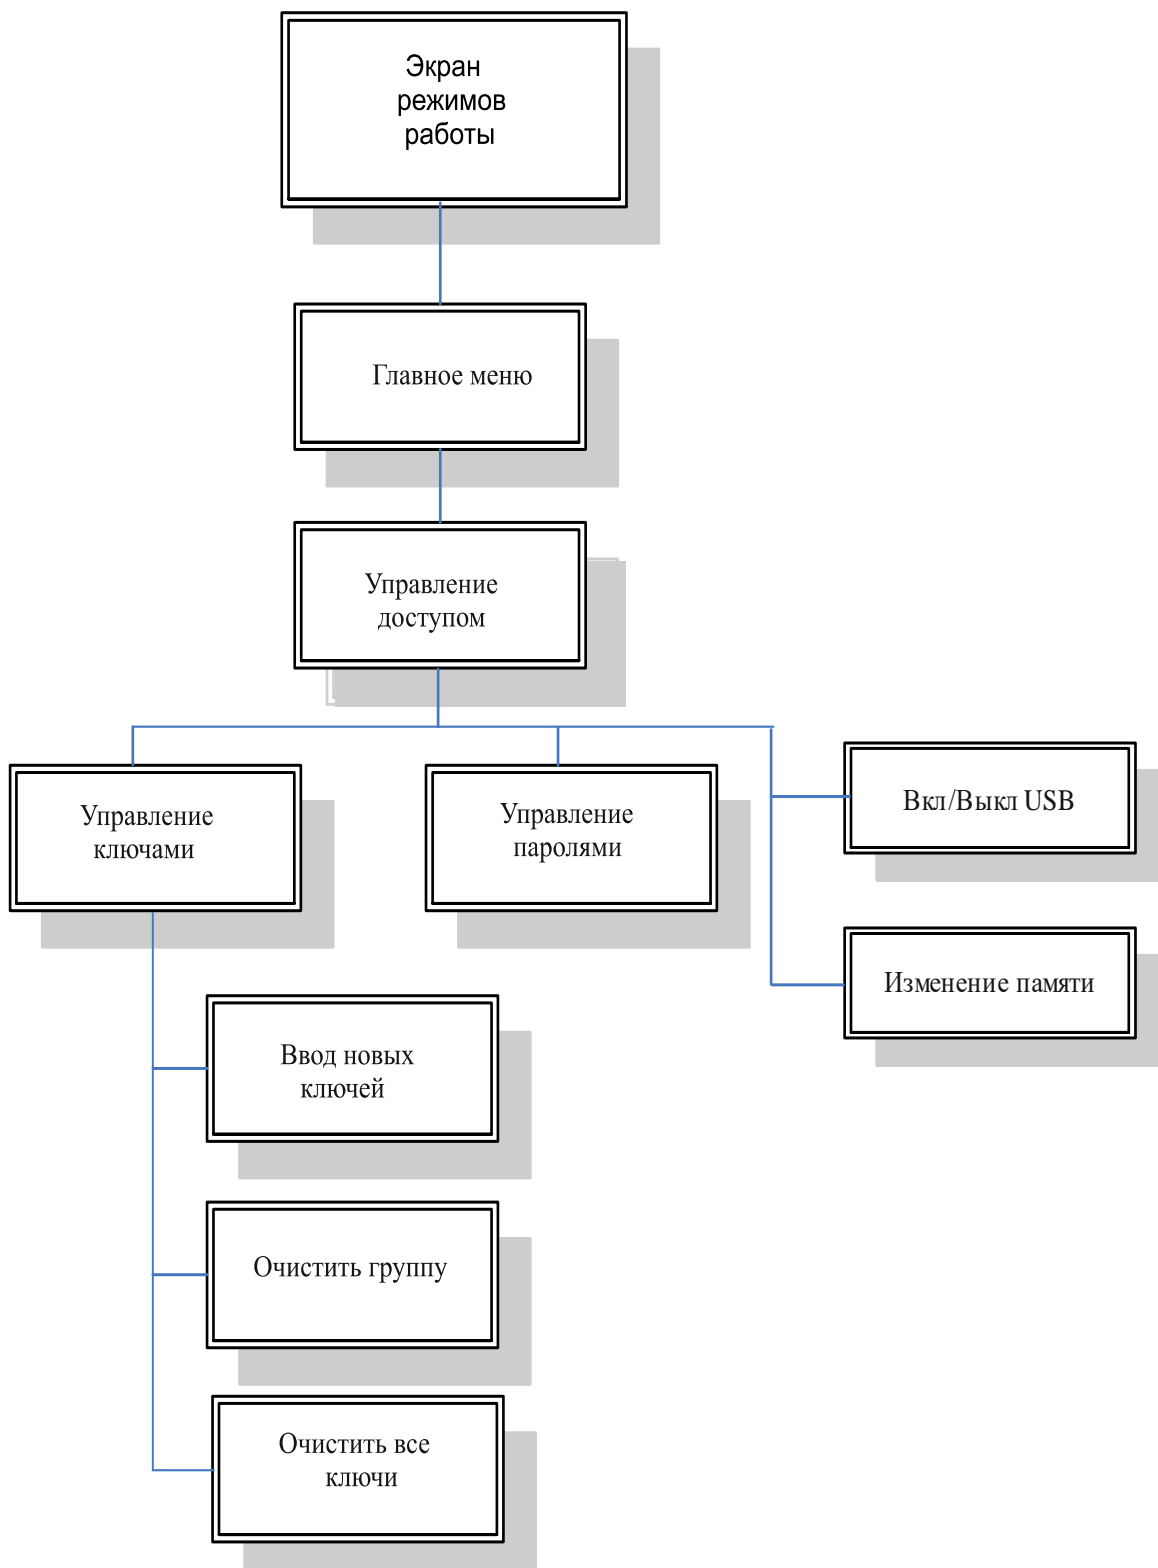 Экран
режимов
работы
Главное меню
Управление
доступом
Управление
ключами
Управление
паролями
Вкл/Выкл USB
Изменение памяти
Ввод новых
ключей
Очистить группу
Очистить все
ключи